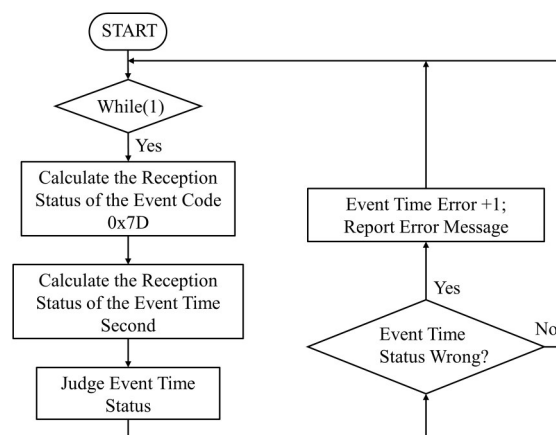 START
While(1)
Yes
Calculate the Reception
Status of the Event Code
0x7D
Calculate the Reception
Status of the Event Time
Second
Judge Event Time
Status
Event Time Error +1;
Report Error Message
Yes
Event Time
Status Wrong?
No